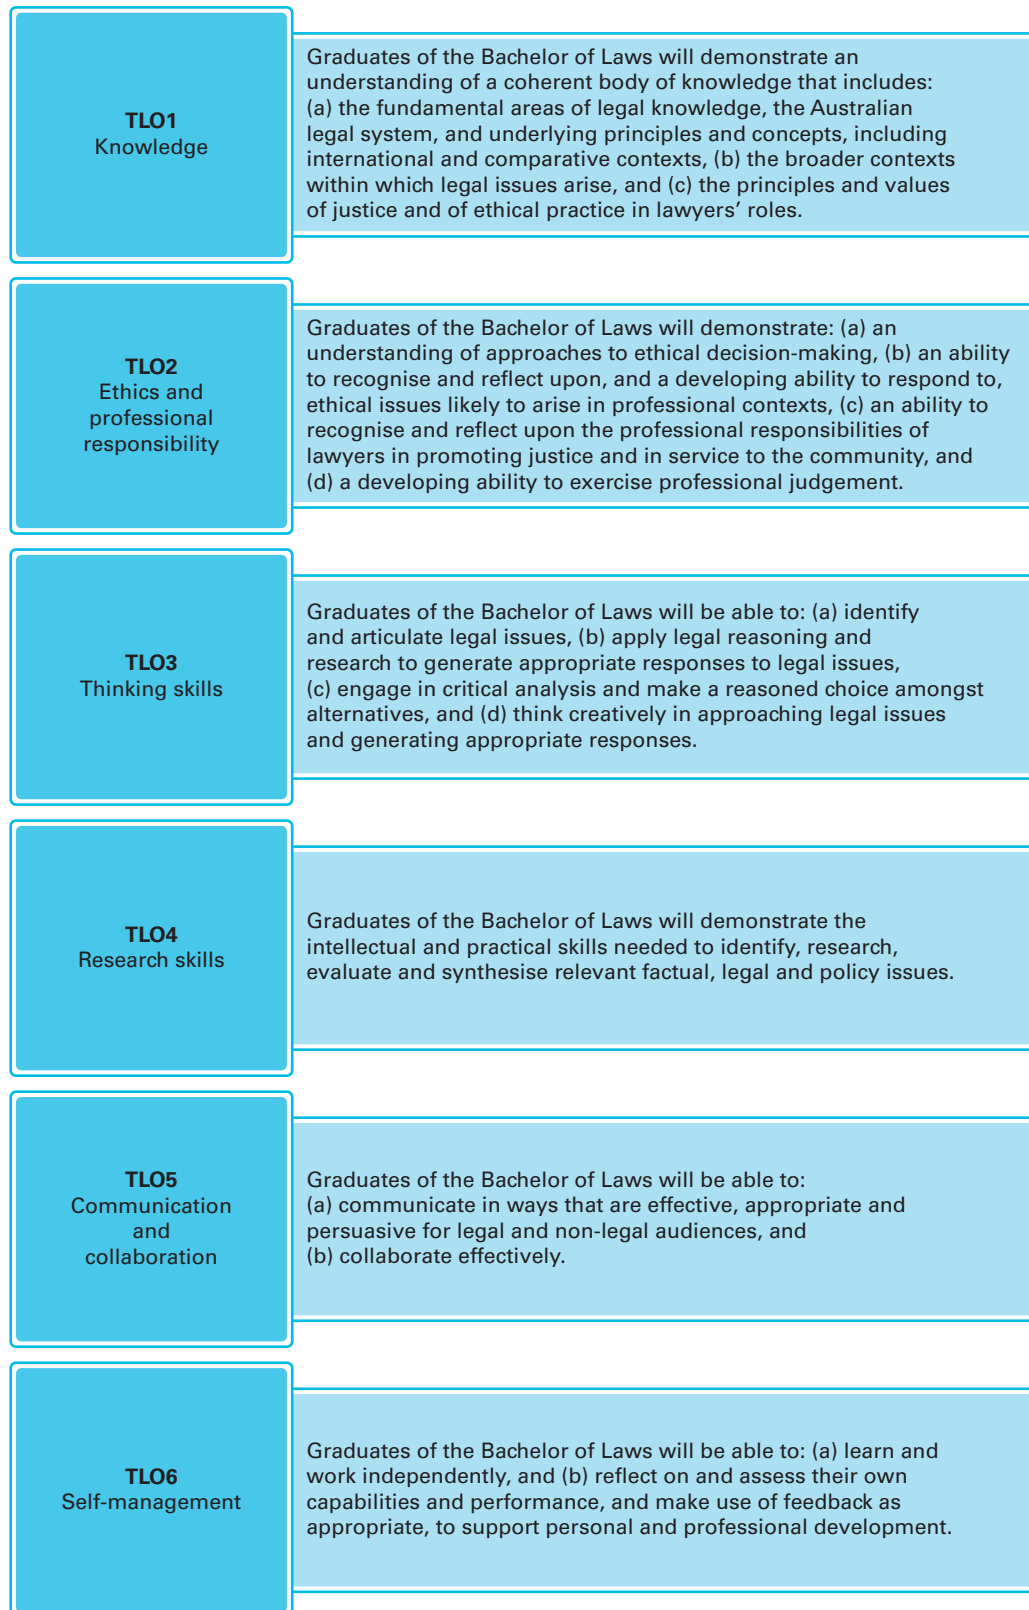 TLO1
Knowledge
Graduates of the Bachelor of Laws will demonstrate an
understanding of a coherent body of knowledge that includes:
(a) the fundamental areas of legal knowledge, the Australian
legal system, and underlying principles and concepts, including
international and comparative contexts, (b) the broader contexts
within which legal issues arise, and (c) the principles and values
of justice and of ethical practice in lawyers’ roles.
TLO2
Ethics and
professional
responsibility
Graduates of the Bachelor of Laws will demonstrate: (a) an
understanding of approaches to ethical decision-making, (b) an ability
to recognise and reflect upon, and a developing ability to respond to,
ethical issues likely to arise in professional contexts, (c) an ability to
recognise and reflect upon the professional responsibilities of
lawyers in promoting justice and in service to the community, and
(d) a developing ability to exercise professional judgement.
TLO3
Thinking skills
Graduates of the Bachelor of Laws will be able to: (a) identify
and articulate legal issues, (b) apply legal reasoning and
research to generate appropriate responses to legal issues,
(c) engage in critical analysis and make a reasoned choice amongst
alternatives, and (d) think creatively in approaching legal issues
and generating appropriate responses.
TLO4
Research skills
Graduates of the Bachelor of Laws will demonstrate the
intellectual and practical skills needed to identify, research,
evaluate and synthesise relevant factual, legal and policy issues.
TLO5
Communication
and
collaboration
Graduates of the Bachelor of Laws will be able to:
(a) communicate in ways that are effective, appropriate and
persuasive for legal and non-legal audiences, and
(b) collaborate effectively.
TLO6
Self-management
Graduates of the Bachelor of Laws will be able to: (a) learn and
work independently, and (b) reflect on and assess their own
capabilities and performance, and make use of feedback as
appropriate, to support personal and professional development.